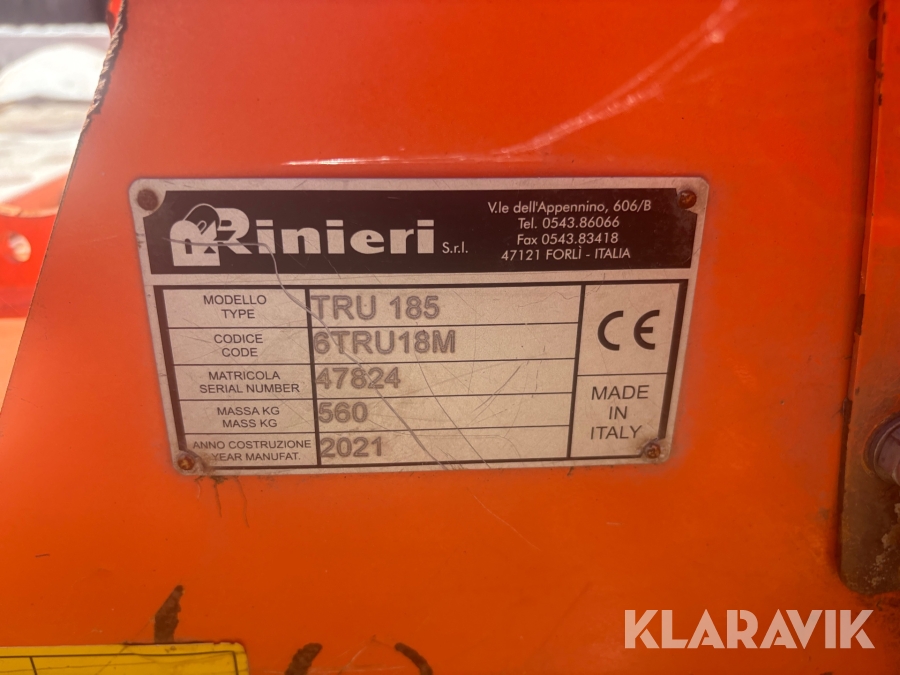 Rinieri S.r.l.
V.le dell'Appennino, 606/B
Tel. 0543.86066
Fax 0543.83418
47121 FORLÌ - ITALIA
MODELLO
TYPE
TRU 185
CODICE
CODE
6TRU18M
MATRICOLA
SERIAL NUMBER
47824
MASSA KG
MASS KG
560
ANNO COSTRUZIONE
YEAR MANUFAT.
2021
CE
MADE
IN
ITALY
KLARAVIK